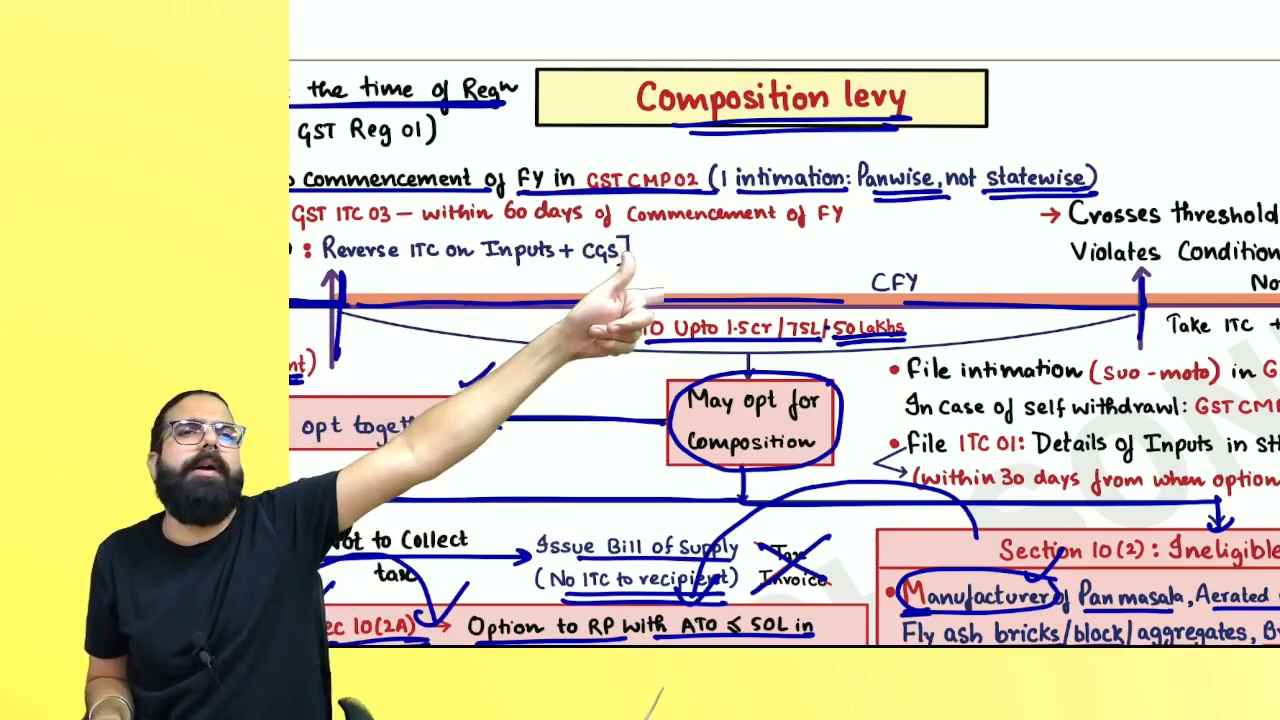 the time of Regn
GST Reg 01)
Composition levy
commencement of FY in GST CMP 02 (1 intimation: Panwise, not statewise)
GST ITC 03 – within 60 days of Commencement of FY
: Reverse ITC on Inputs + CGS]
→ Crosses threshold
Violates Condition
CFY
No
Upto 1.5Cr/75L/50 lakhs
Take ITC
May opt for
Composition
opt together
• File intimation (suo-moto) in G
In case of self withdrawl: GST CMP
• File ITC 01: Details of Inputs in st
(within 30 days from when option
Not to Collect
tax
Issue Bill of Supply
(No ITC to recipient)
Tax
Invoice
Sec 10(2A) → Option to RP with ATO ≤ 50L in
Section 10(2): Ineligible
• Manufacturer of Pan masala, Aerated
Fly ash bricks/block/aggregates,